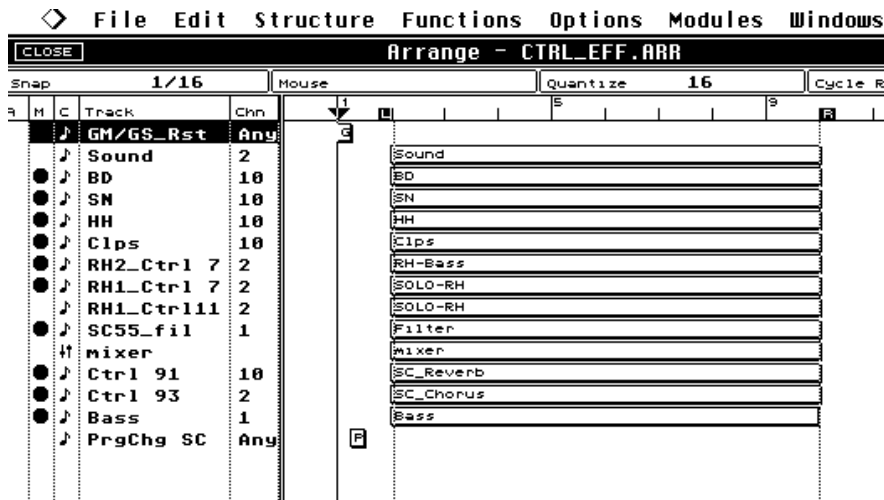 File Edit Structure Functions Options Modules Windows
CLOSE Arrange - CTRL_EFF.ARR
Snap 1/16 Mouse Quantize 16 Cycle R
M C Track Chn 1 L 5 9 R
GM/GS_Rst Any G
Sound 2 Sound
BD 10 BD
SN 10 SN
HH 10 HH
Clps 10 Clps
RH2_Ctrl 7 2 RH-Bass
RH1_Ctrl 7 2 SOLO-RH
RH1_Ctrl11 2 SOLO-RH
SC55_fil 1 Filter
mixer mixer
Ctrl 91 10 SC_Reverb
Ctrl 93 2 SC_Chorus
Bass 1 Bass
PrgChg SC Any P